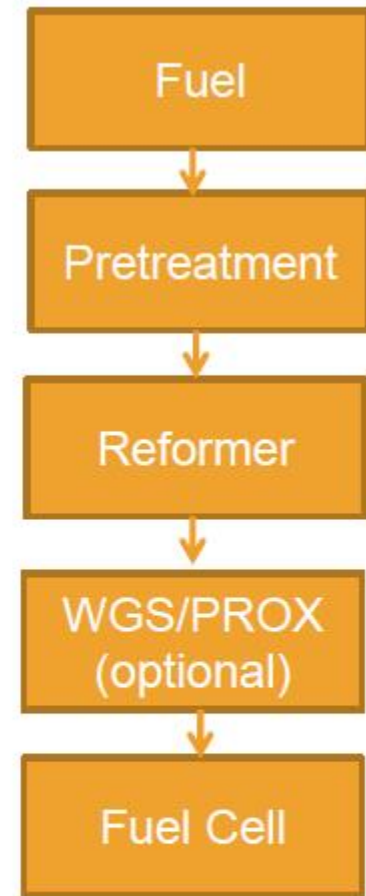 Fuel
Pretreatment
Reformer
WGS/PROX
(optional)
Fuel Cell